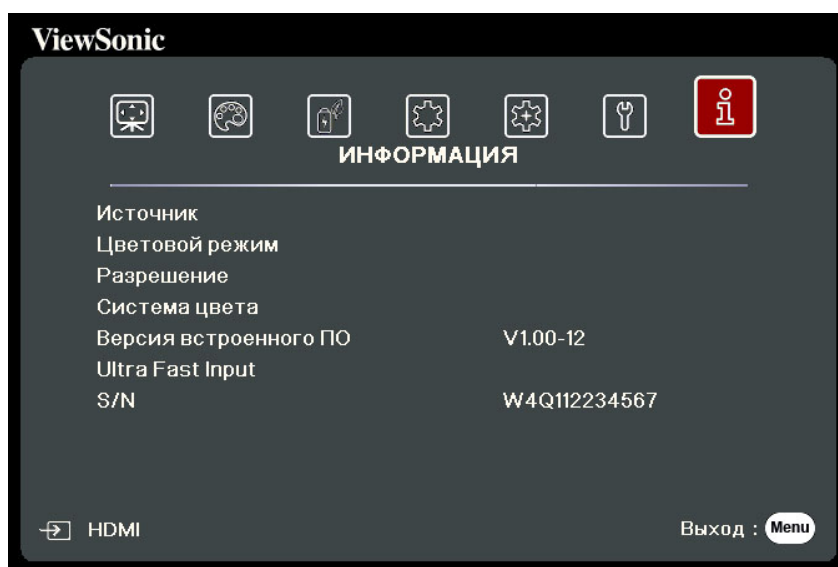 ViewSonic
ИНФОРМАЦИЯ
Источник
Цветовой режим
Разрешение
Система цвета
Версия встроенного ПО V1.00-12
Ultra Fast Input
S/N W4Q112234567
HDMI Выход : Menu